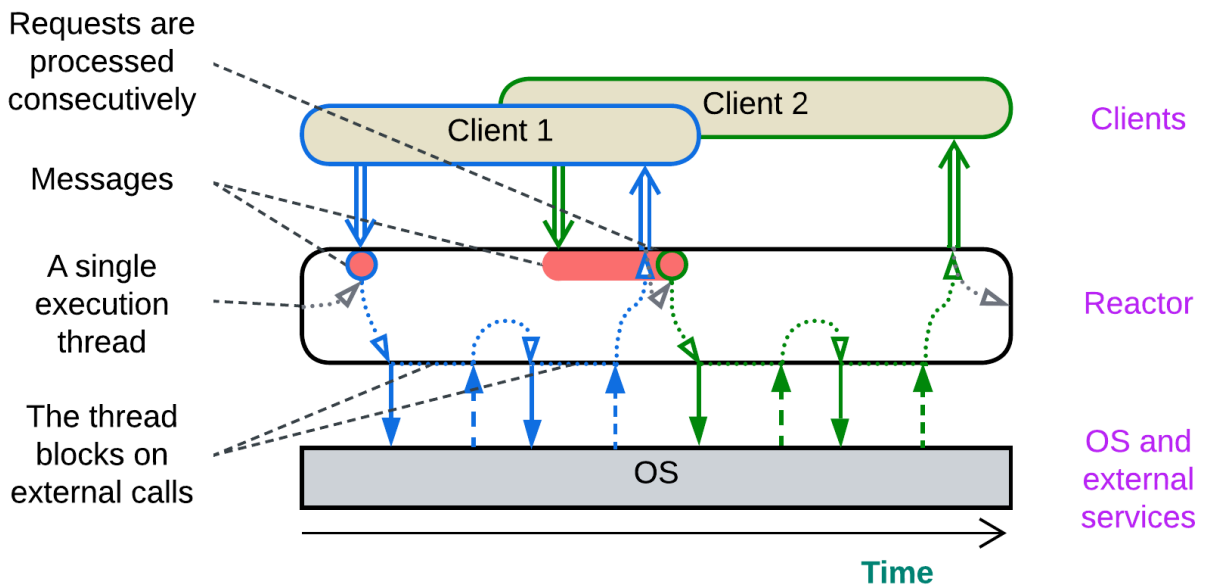 Requests are
processed
consecutively
Messages
A single
execution
thread
The thread
blocks on
external calls
Client 2
Client 1
OS
Time
Clients
Reactor
OS and
external
services